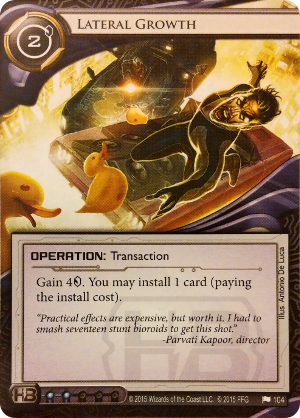 LATERAL GROWTH
2
OPERATION: Transaction
Gain 4. You may install 1 card (paying
the install cost).
"Practical effects are expensive, but worth it. I had to
smash seventeen stunt bioroids to get this shot."
-Parvati Kapoor, director
Illus. Antonio De Luca
HB
© 2015 Wizards of the Coast LLC. © 2015 FFG 104